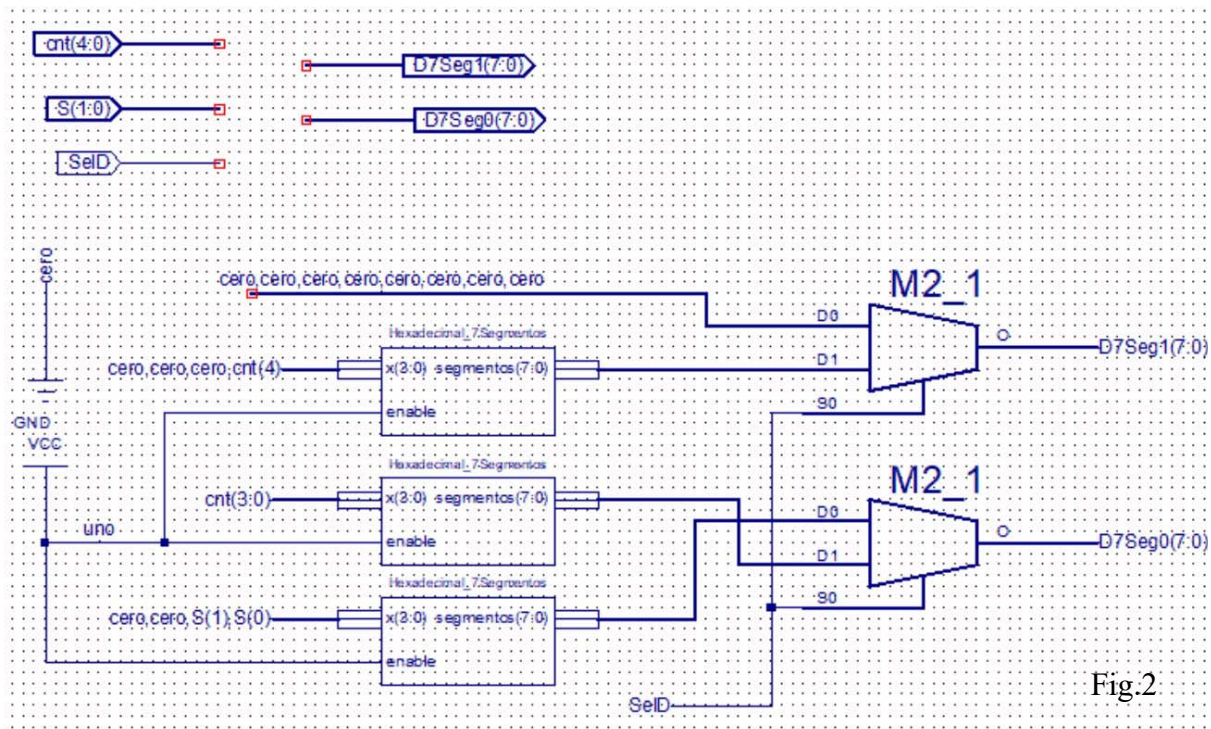 cnt(4:0)
D7Seg1(7:0)
S(1:0)
D7Seg0(7:0)
SelD
cero
cero,cero,cero,cero,cero,cero,cero,cero
M2_1
D0
O
D7Seg1(7:0)
D1
S0
Hexadecimal_7Segmentos
cero,cero,cero,cnt(4)
x(3:0) segmentos(7:0)
enable
GND
VCC
Hexadecimal_7Segmentos
cnt(3:0)
x(3:0) segmentos(7:0)
enable
uno
M2_1
D0
O
D7Seg0(7:0)
D1
S0
Hexadecimal_7Segmentos
cero,cero,S(1),S(0)
x(3:0) segmentos(7:0)
enable
SelD
Fig.2